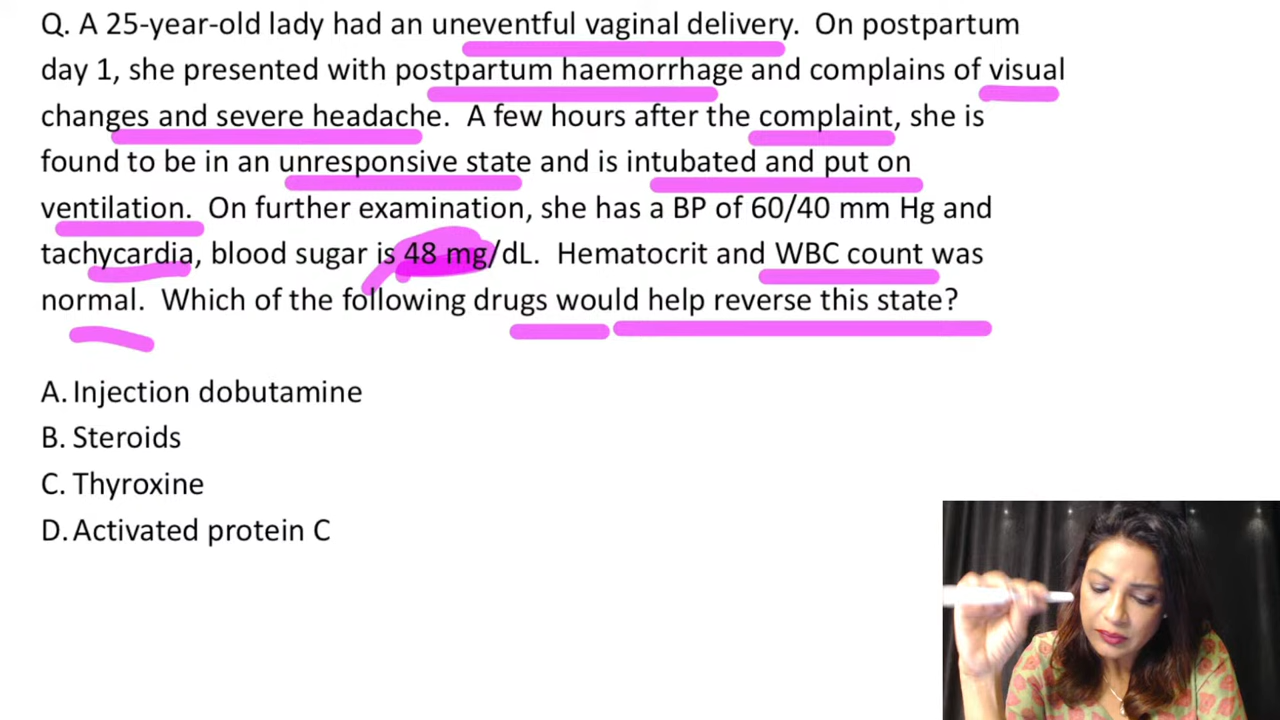 Q. A 25-year-old lady had an uneventful vaginal delivery. On postpartum
day 1, she presented with postpartum haemorrhage and complains of visual
changes and severe headache. A few hours after the complaint, she is
found to be in an unresponsive state and is intubated and put on
ventilation. On further examination, she has a BP of 60/40 mm Hg and
tachycardia, blood sugar is 48 mg/dL. Hematocrit and WBC count was
normal. Which of the following drugs would help reverse this state?
A. Injection dobutamine
B. Steroids
C. Thyroxine
D. Activated protein C